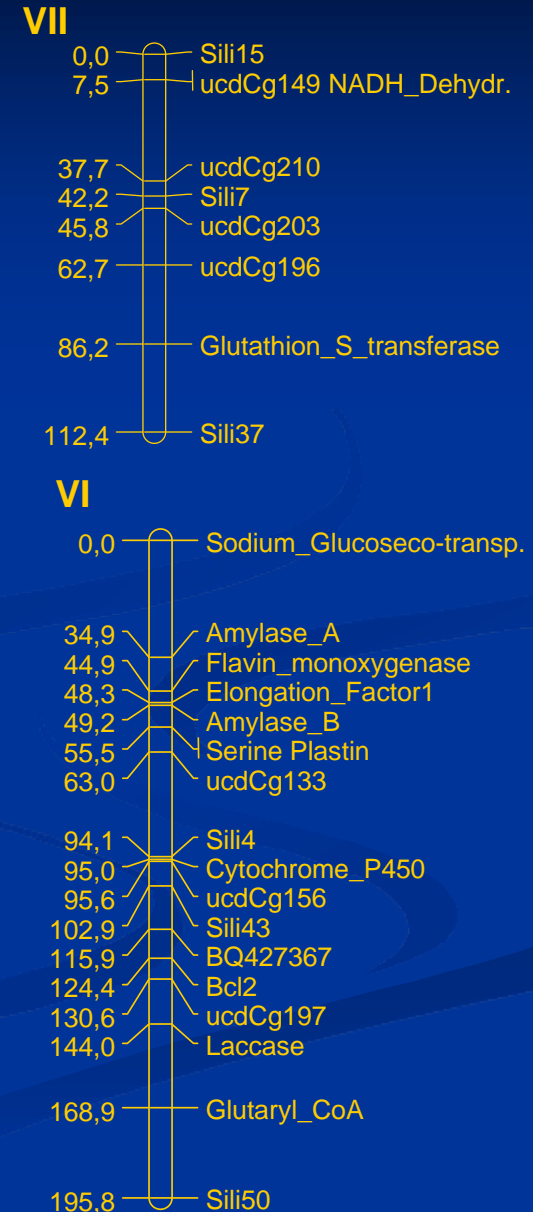 VII
0,0 Sili15
7,5 ucdCg149 NADH_Dehydr.
37,7 ucdCg210
42,2 Sili7
45,8 ucdCg203
62,7 ucdCg196
86,2 Glutathion_S_transferase
112,4 Sili37
VI
0,0 Sodium_Glucoseco-transp.
34,9 Amylase_A
44,9 Flavin_monoxygenase
48,3 Elongation_Factor1
49,2 Amylase_B
55,5 Serine Plastin
63,0 ucdCg133
94,1 Sili4
95,0 Cytochrome_P450
95,6 ucdCg156
102,9 Sili43
115,9 BQ427367
124,4 Bcl2
130,6 ucdCg197
144,0 Laccase
168,9 Glutaryl_CoA
195,8 Sili50